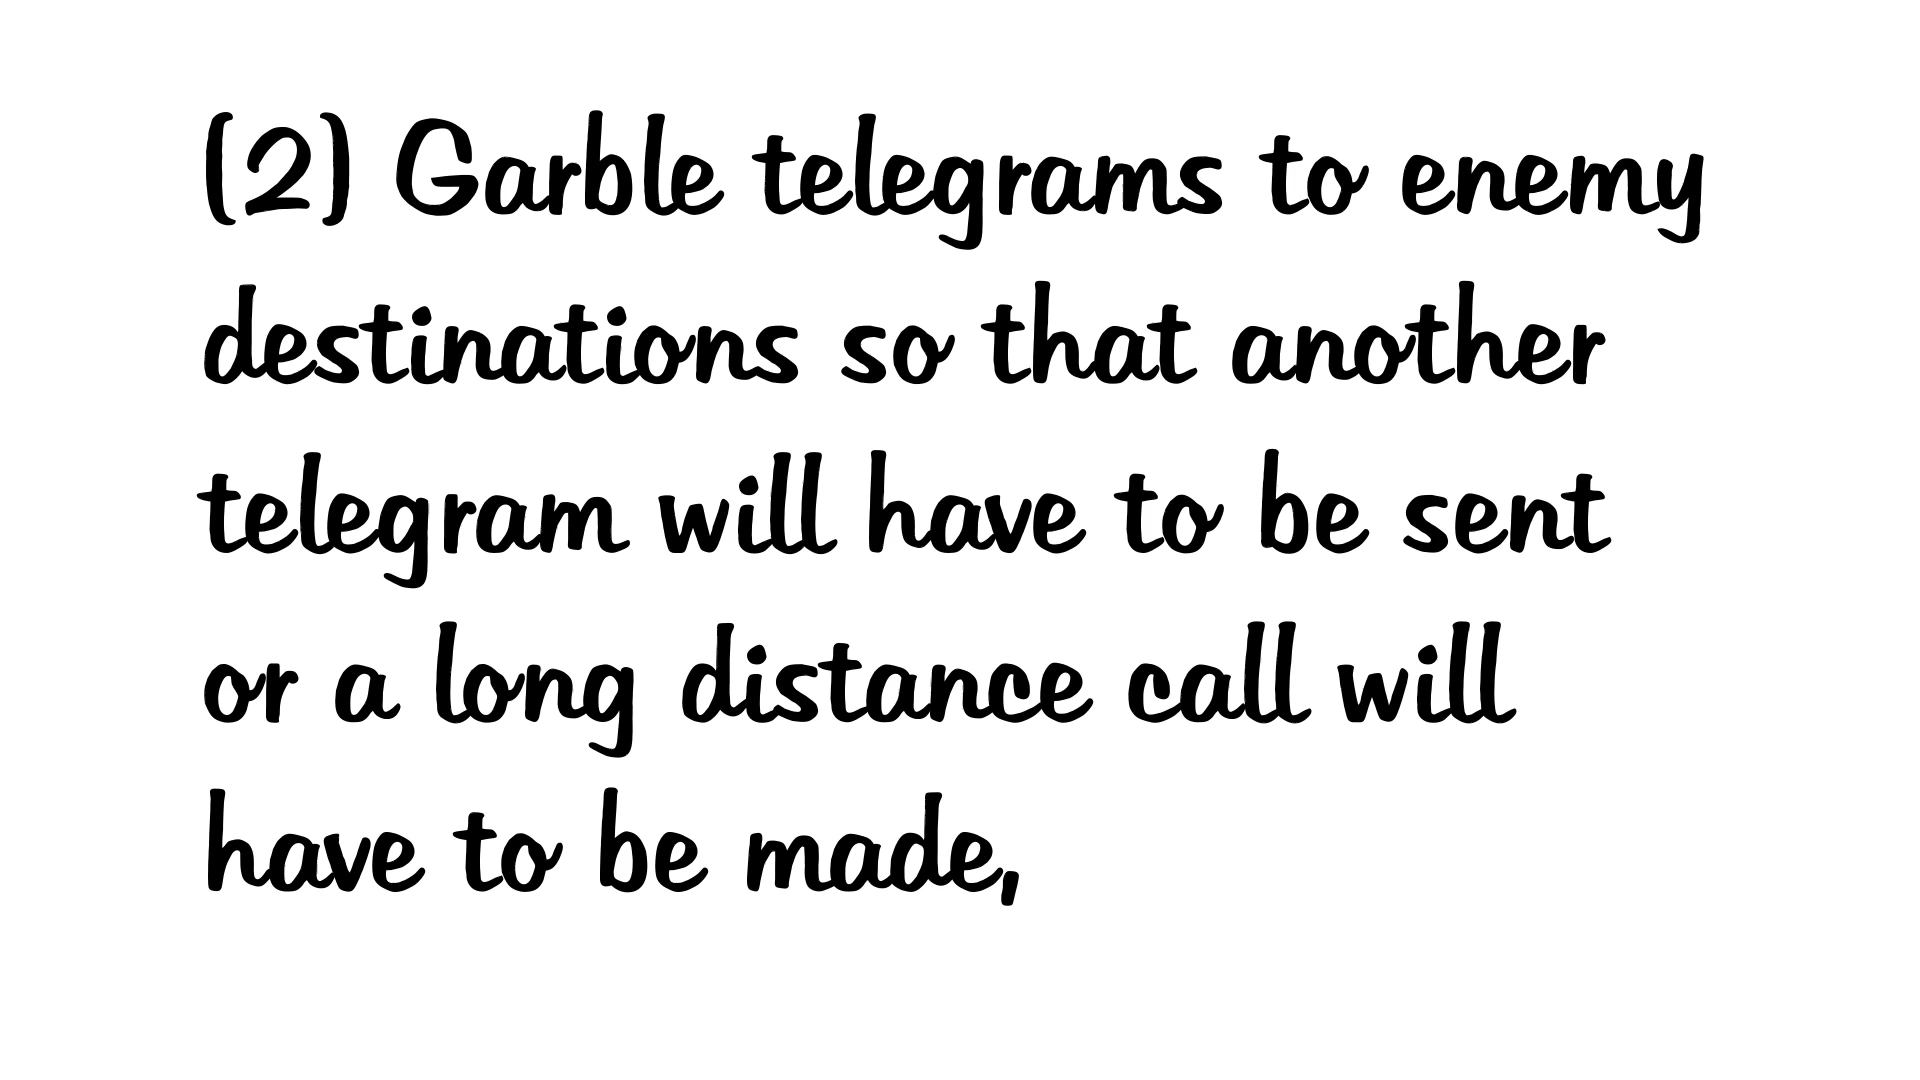 (2) Garble telegrams to enemy
destinations so that another
telegram will have to be sent
or a long distance call will
have to be made,